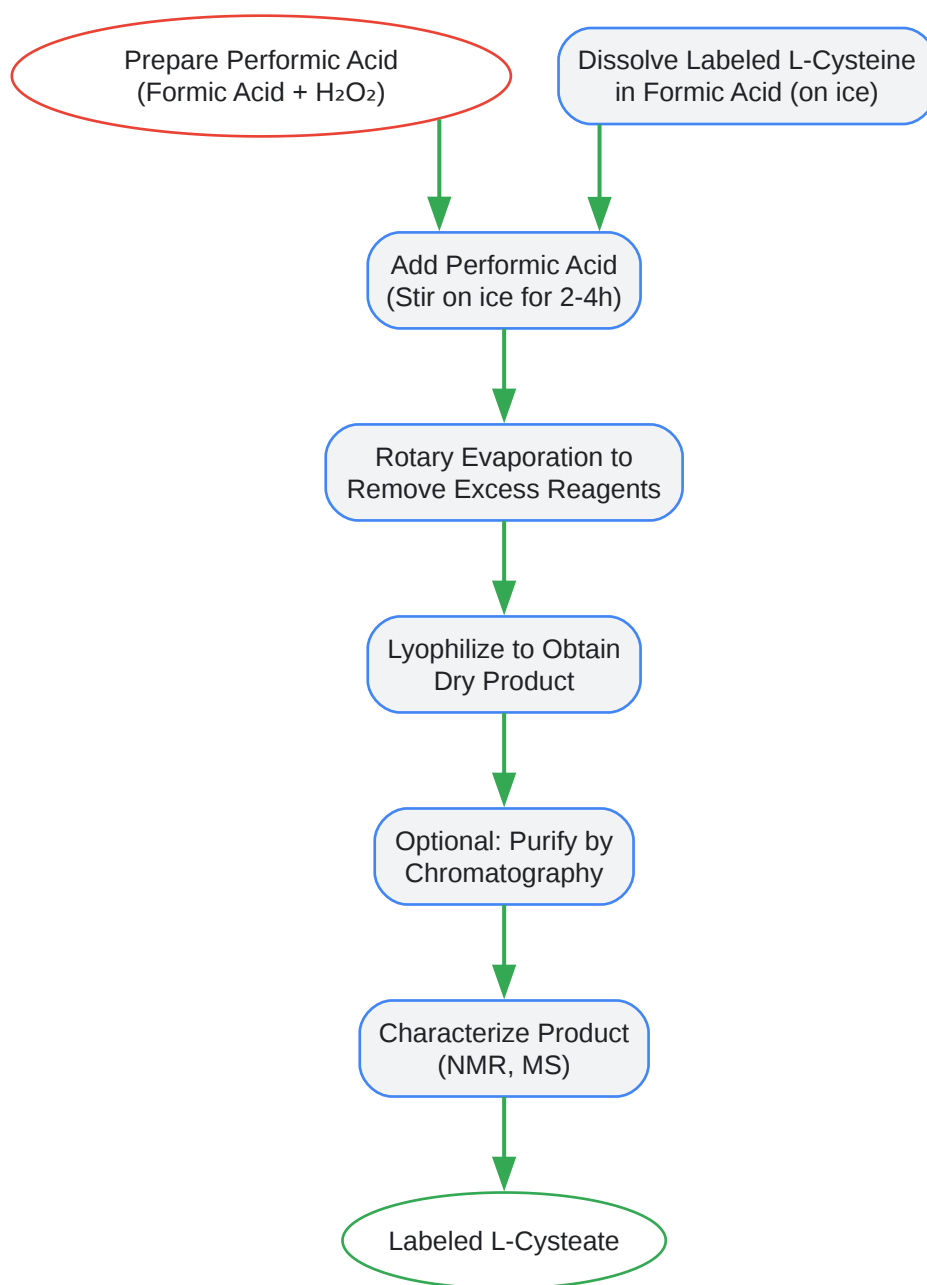 Prepare Performic Acid
(Formic Acid + H₂O₂)
Dissolve Labeled L-Cysteine
in Formic Acid (on ice)
Add Performic Acid
(Stir on ice for 2-4h)
Rotary Evaporation to
Remove Excess Reagents
Lyophilize to Obtain
Dry Product
Optional: Purify by
Chromatography
Characterize Product
(NMR, MS)
Labeled L-Cysteate